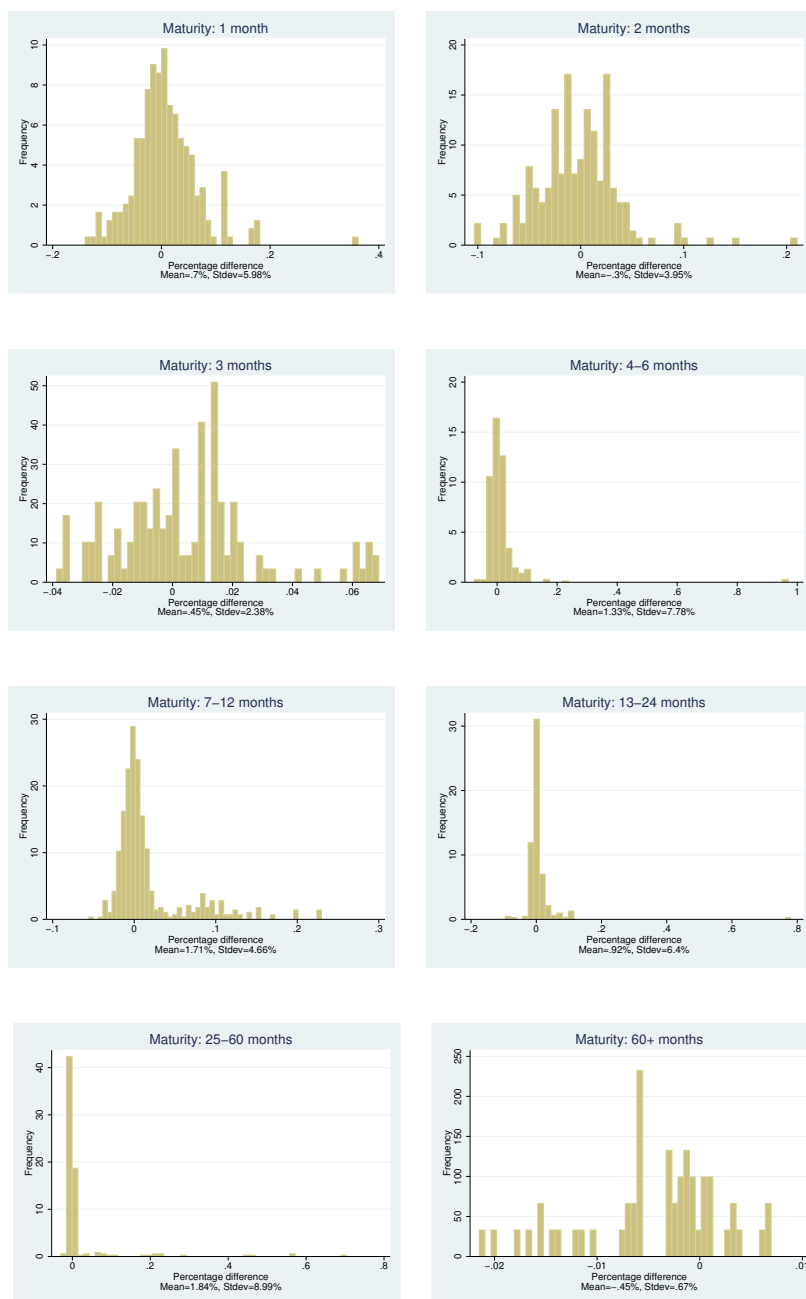 Maturity: 1 month
Frequency
0 2 4 6 8 10
−.2 0 .2 .4
Percentage difference
Mean=.7%, Stdev=5.98%
Maturity: 2 months
Frequency
0 5 10 15 20
−.1 0 .1 .2
Percentage difference
Mean=−.3%, Stdev=3.95%
Maturity: 3 months
Frequency
0 10 20 30 40 50
−.04 −.02 0 .02 .04 .06
Percentage difference
Mean=.45%, Stdev=2.38%
Maturity: 4−6 months
Frequency
0 5 10 15 20
0 .2 .4 .6 .8 1
Percentage difference
Mean=1.33%, Stdev=7.78%
Maturity: 7−12 months
Frequency
0 10 20 30
−.1 0 .1 .2 .3
Percentage difference
Mean=1.71%, Stdev=4.66%
Maturity: 13−24 months
Frequency
0 10 20 30
−.2 0 .2 .4 .6 .8
Percentage difference
Mean=.92%, Stdev=6.4%
Maturity: 25−60 months
Frequency
0 10 20 30 40
0 .2 .4 .6 .8
Percentage difference
Mean=1.84%, Stdev=8.99%
Maturity: 60+ months
Frequency
0 50 100 150 200 250
−.02 −.01 0 .01
Percentage difference
Mean=−.45%, Stdev=.67%